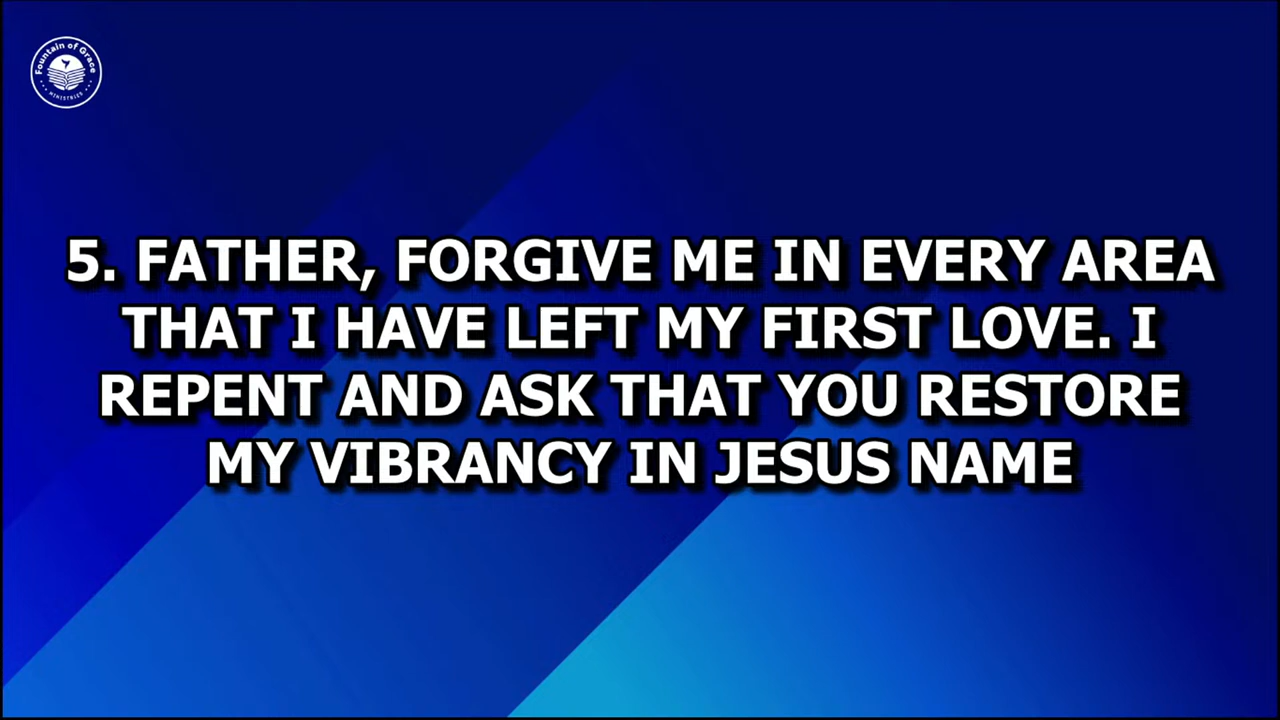 Fountain of Grace
MINISTRIES
5. FATHER, FORGIVE ME IN EVERY AREA
THAT I HAVE LEFT MY FIRST LOVE. I
REPENT AND ASK THAT YOU RESTORE
MY VIBRANCY IN JESUS NAME